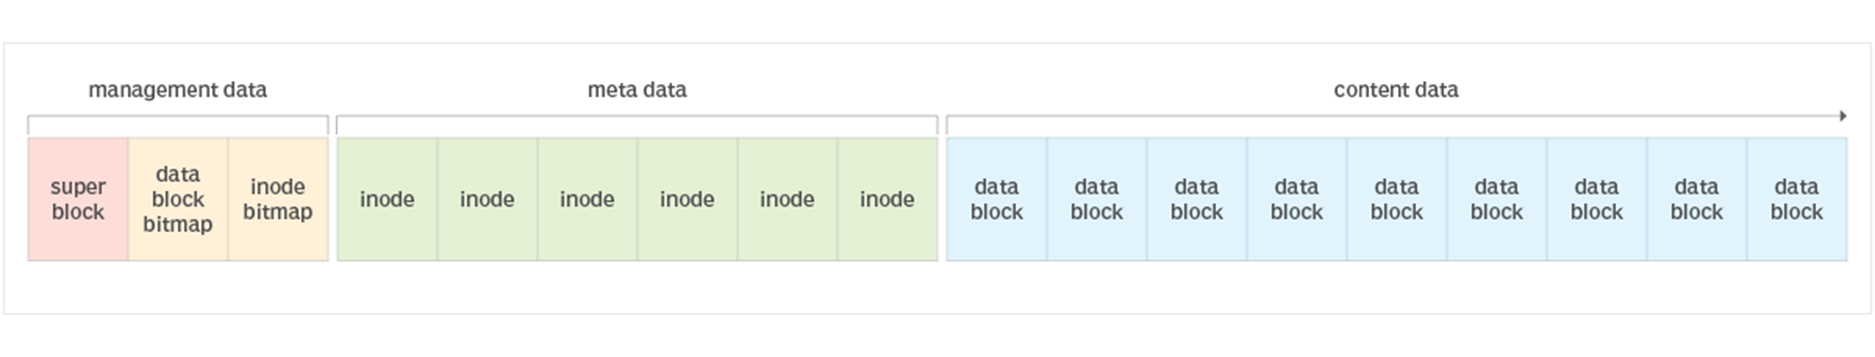 management data
meta data
content data
super
block
data
block
bitmap
inode
bitmap
inode
inode
inode
inode
inode
inode
data
block
data
block
data
block
data
block
data
block
data
block
data
block
data
block
data
block